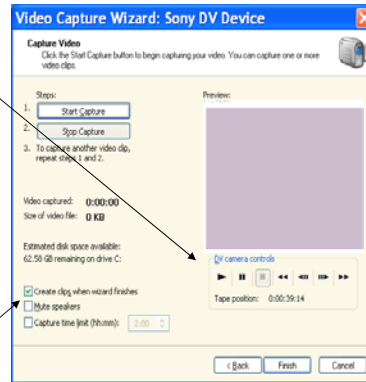 Video Capture Wizard: Sony DV Device
Capture Video
Click the Start Capture button to begin capturing your video. You can capture one or more
video clips.
Steps:
1. Start Capture
2. Stop Capture
3. To capture another video clip,
repeat steps 1 and 2.
Video captured: 0:00:00
Size of video file: 0 KB
Estimated disk space available:
62.58 GB remaining on drive C:
Create clips when wizard finishes
Mute speakers
Capture time limit (hh:mm): 2:00
Preview:
DV camera controls
Tape position: 0:00:39:14
< Back Finish Cancel